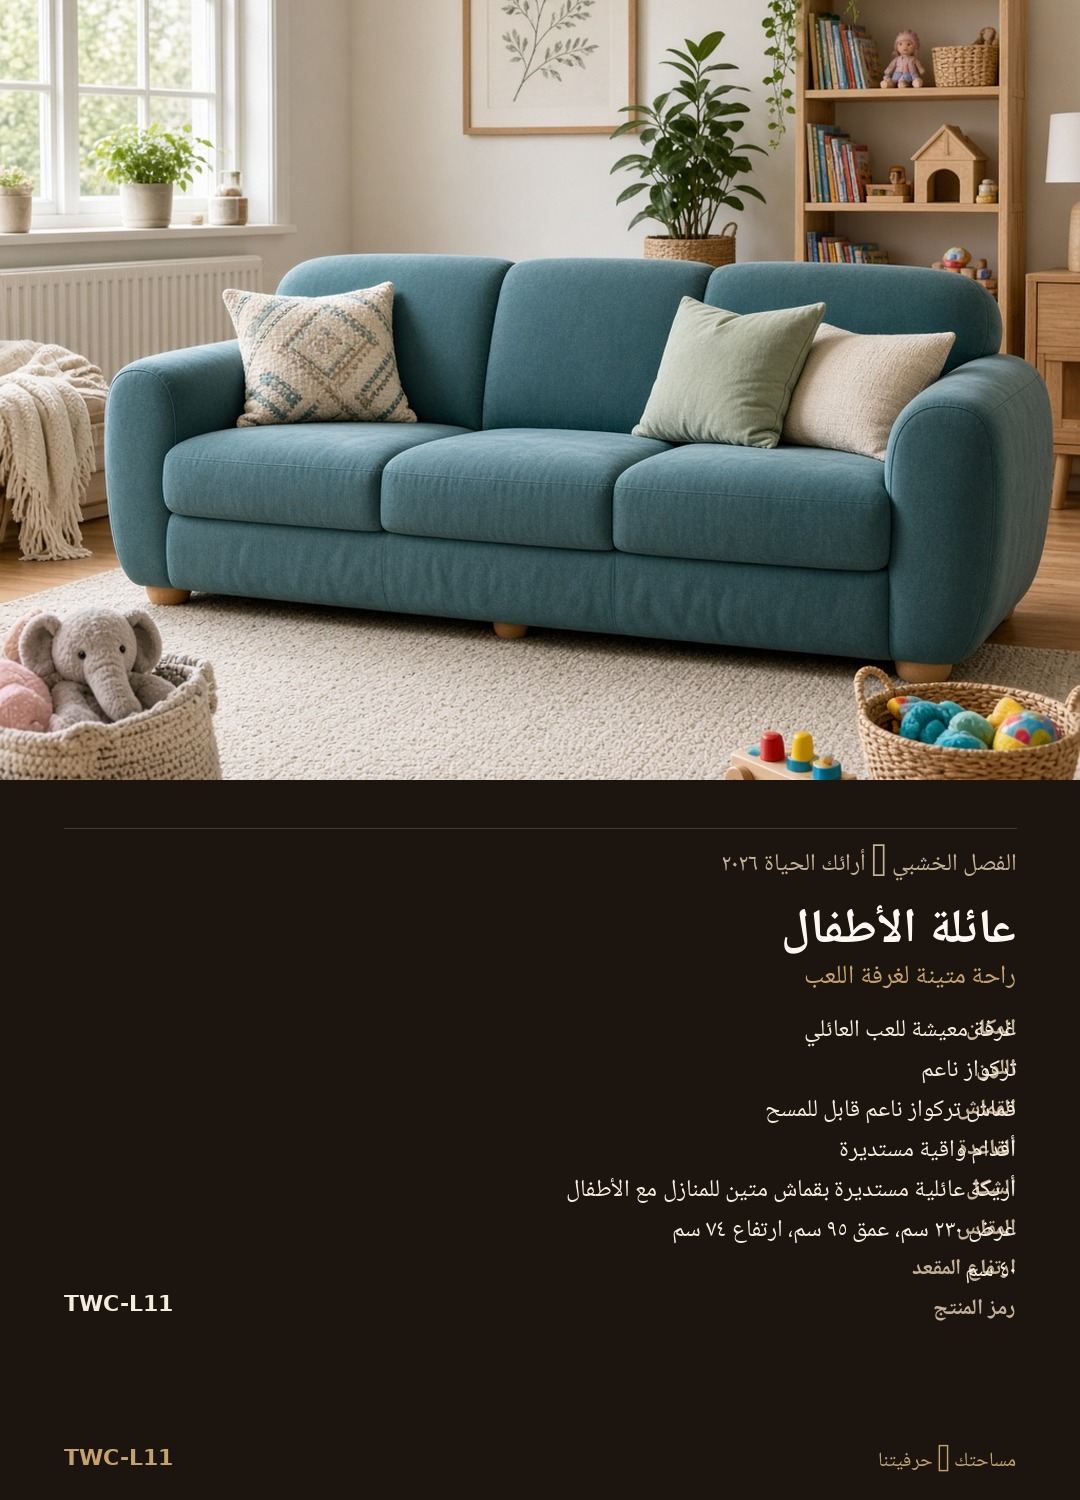 الفصل الخشبي أرائك الحياة ٢٠٢٦
عائلة الأطفال
راحة متينة لغرفة اللعب
غرفة معيشة للعب العائلي
تركواز ناعم
قماش تركواز ناعم قابل للمسح
أقدام واقية مستديرة
أريكة عائلية مستديرة بقماش متين للمنازل مع الأطفال
عرض ٢٣٠ سم، عمق ٩٥ سم، ارتفاع ٧٤ سم
ارتفاع المقعد
رمز المنتج TWC-L11
مساحتك حرفيتنا TWC-L11